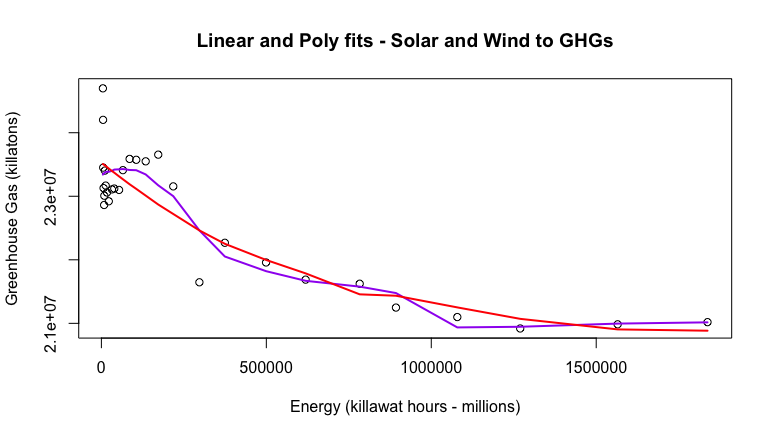 Linear and Poly fits - Solar and Wind to GHGs
Greenhouse Gas (killatons)
2.3e+07
2.1e+07
0
500000
1000000
1500000
Energy (killawat hours - millions)